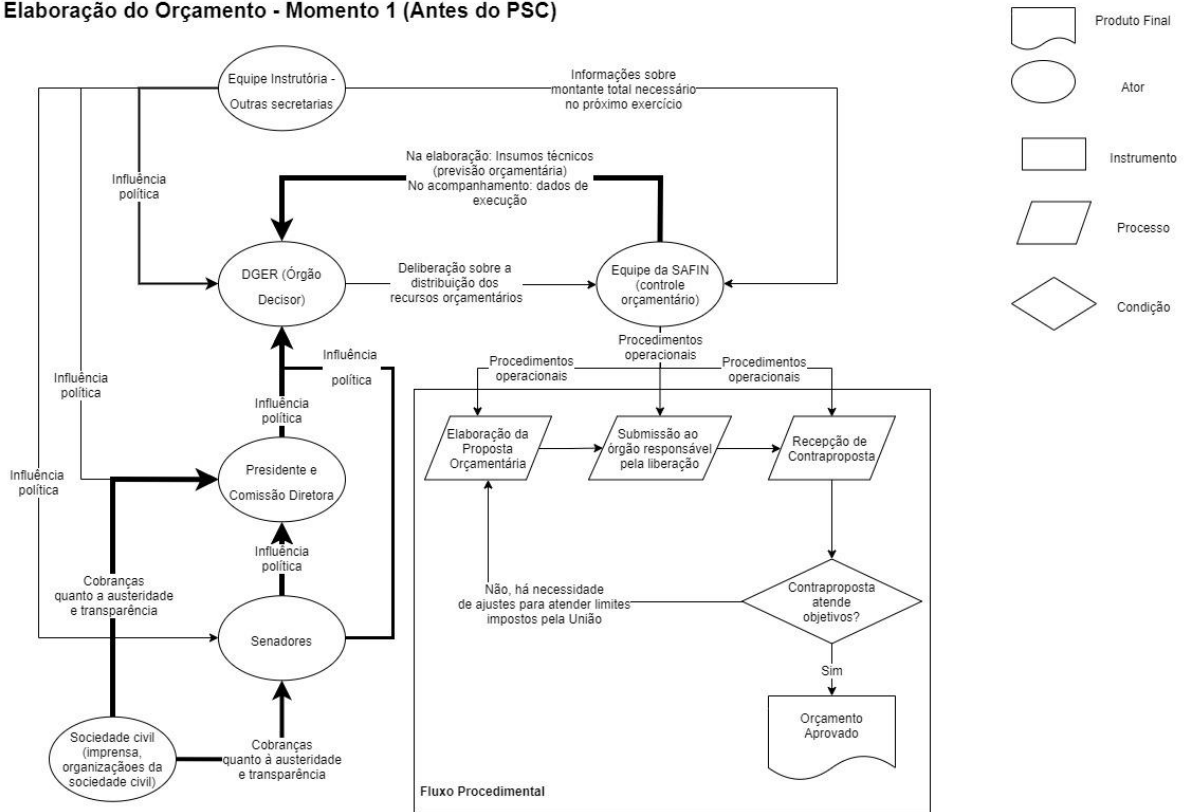 Elaboração do Orçamento - Momento 1 (Antes do PSC)
Produto Final
Ator
Instrumento
Processo
Condição
Equipe Instrutória -
Outras secretarias
Informações sobre
montante total necessário
no próximo exercício
Na elaboração: Insumos técnicos
(previsão orçamentária)
No acompanhamento: dados de
execução
Influência
política
DGER (Órgão
Decisor)
Deliberação sobre a
distribuição dos
recursos orçamentários
Equipe da SAFIN
(controle
orçamentário)
Procedimentos
operacionais
Procedimentos
operacionais
Procedimentos
operacionais
Influência
política
Influência
política
Influência
política
Elaboração da
Proposta
Orçamentária
Submissão ao
órgão responsável
pela liberação
Recepção de
Contraproposta
Presidente e
Comissão Diretora
Influência
política
Influência
política
Cobranças
quanto a austeridade
e transparência
Não, há necessidade
de ajustes para atender limites
impostos pela União
Contraproposta
atende
objetivos?
Senadores
Sim
Orçamento
Aprovado
Sociedade civil
(imprensa,
organizaçãoes da
sociedade civil)
Cobranças
quanto à austeridade
e transparência
Fluxo Procedimental